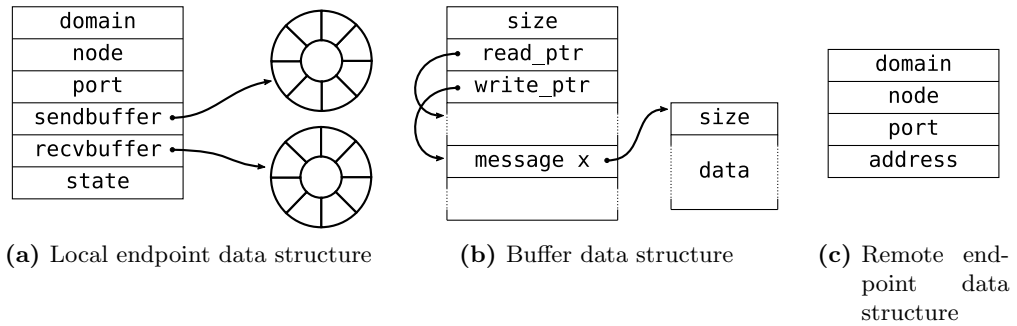 domain
node
port
sendbuffer
recvbuffer
state
(a) Local endpoint data structure
size
read_ptr
write_ptr
message x
size
data
(b) Buffer data structure
domain
node
port
address
(c) Remote end-
point data
structure